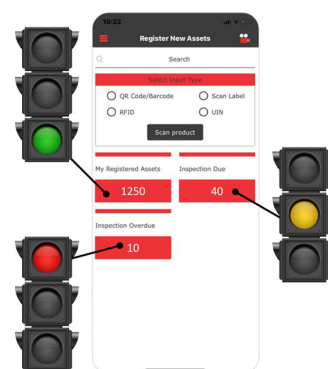 10:22
Register New Assets
Search
Select Input Type
QR Code/Barcode
Scan Label
RFID
UIN
Scan product
My Registered Assets
Inspection Due
1250
40
Inspection Overdue
10